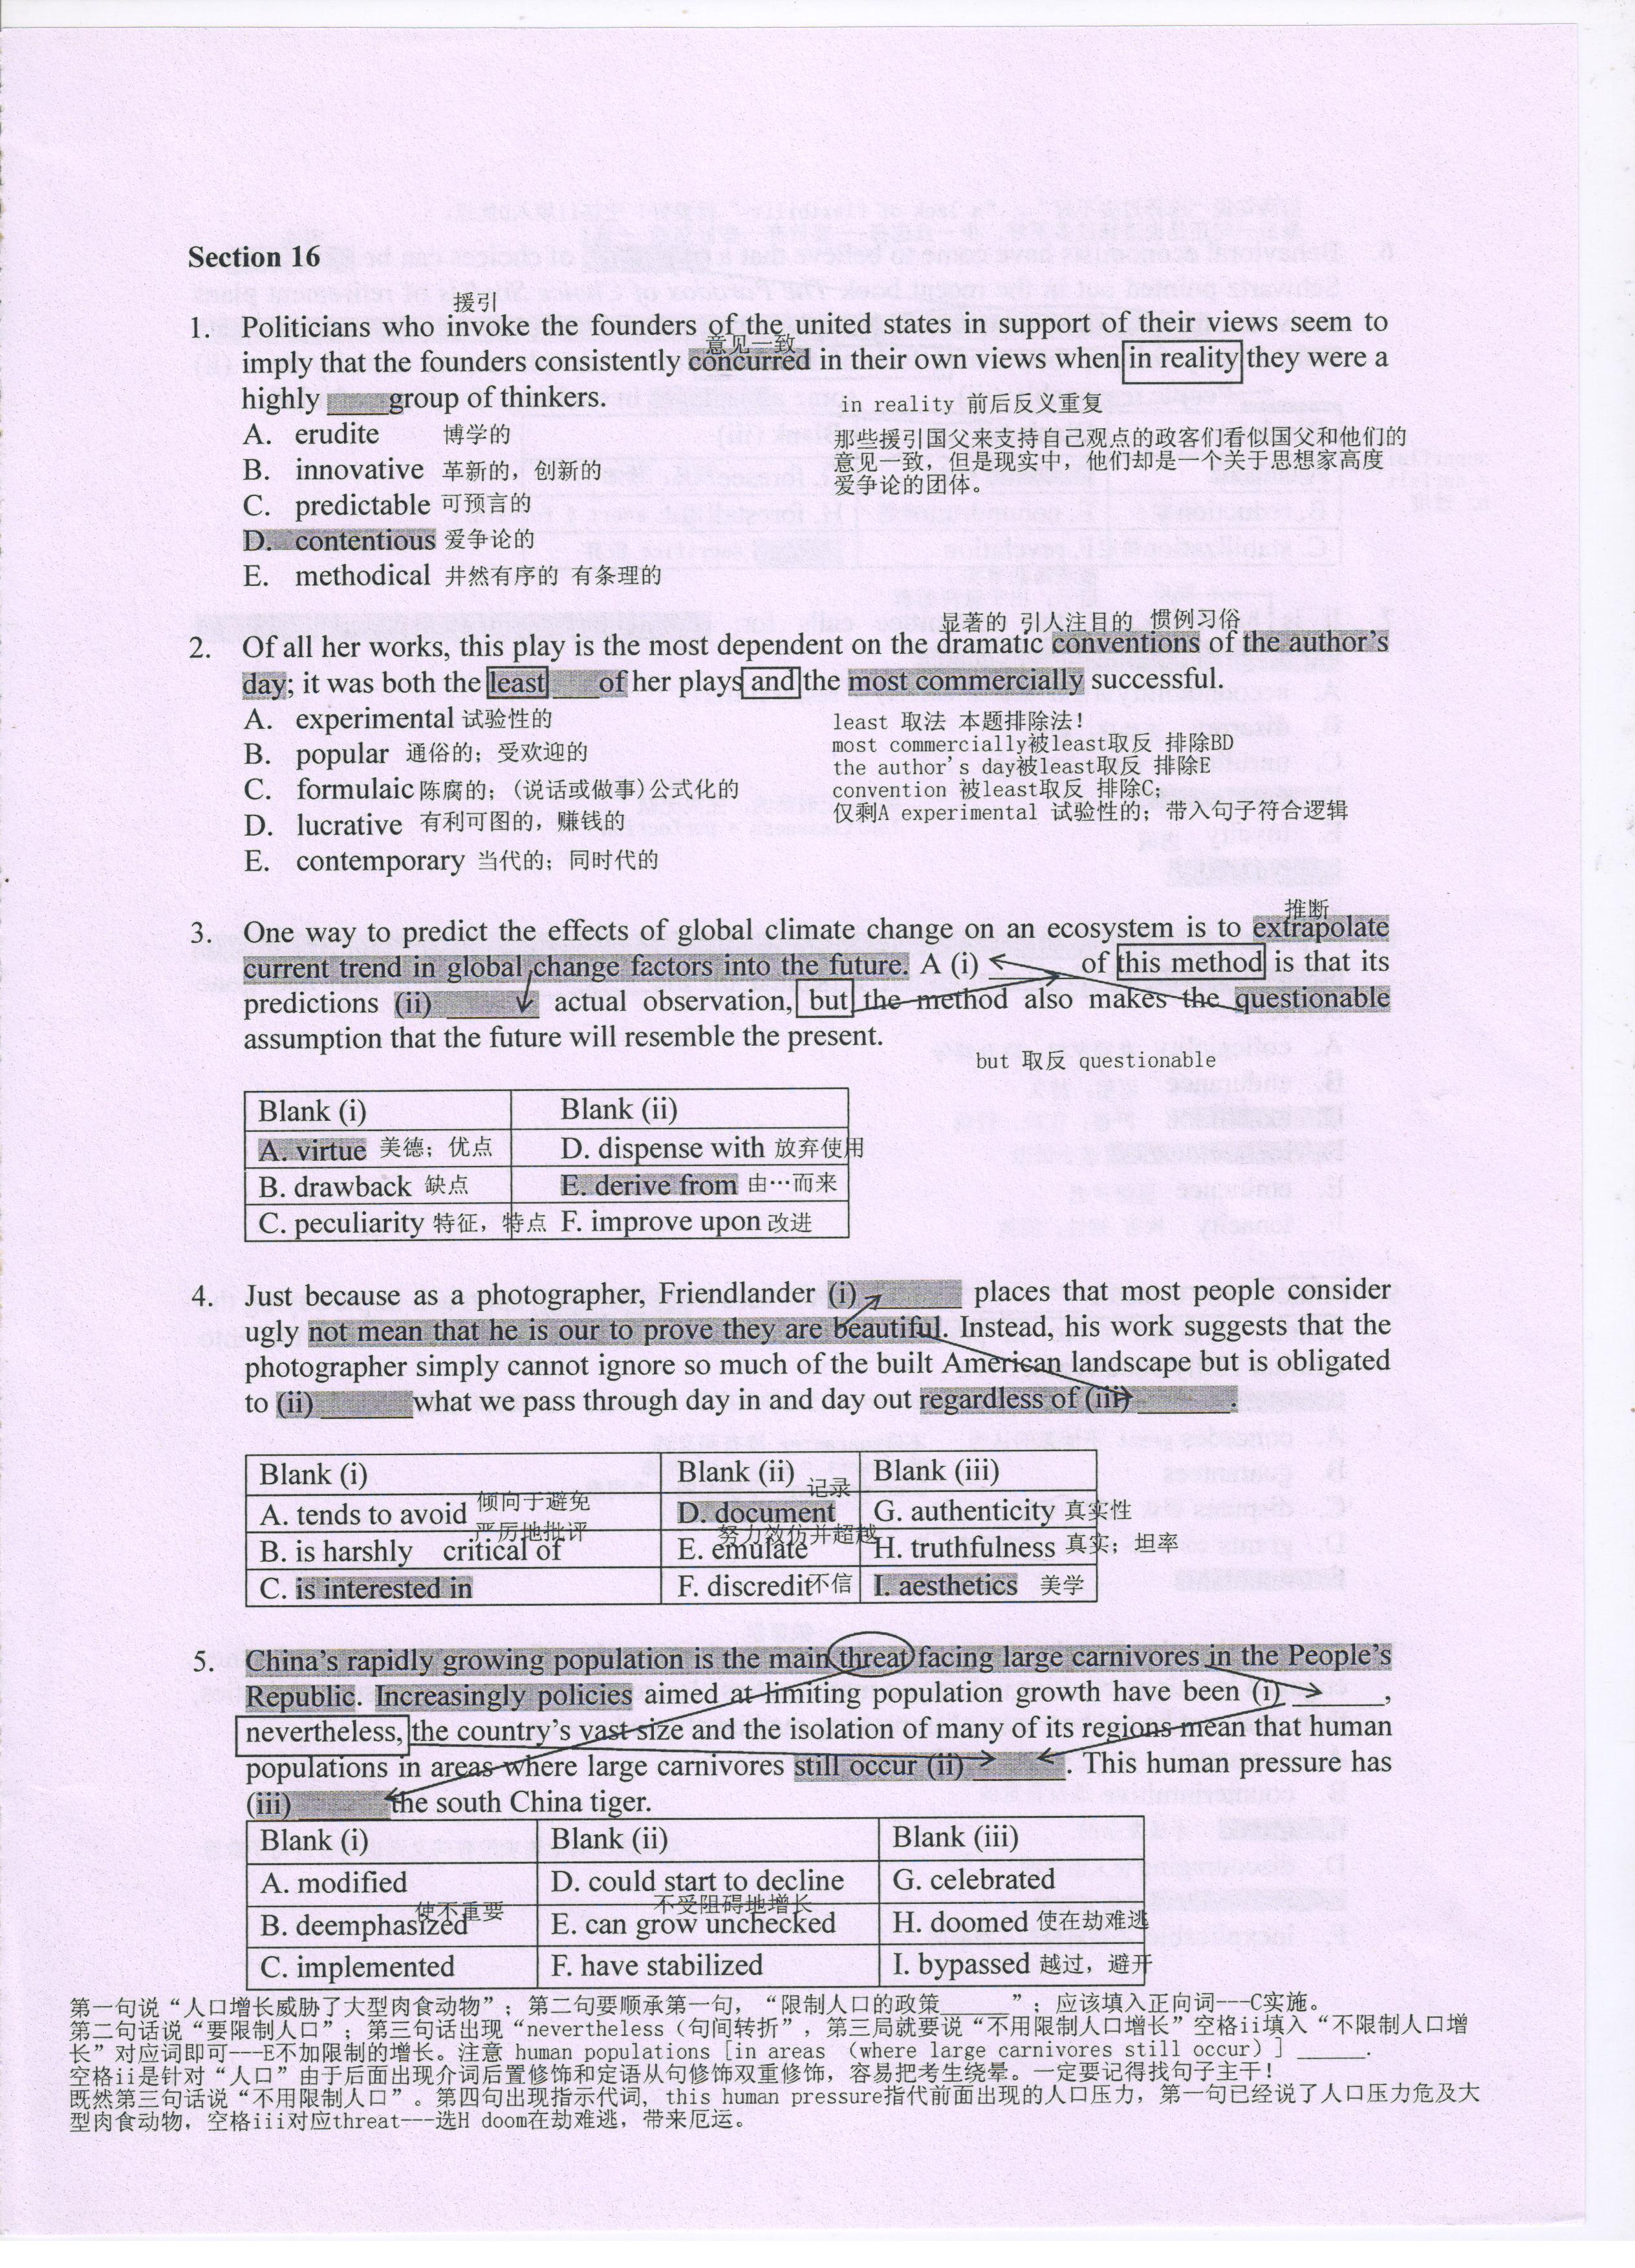 Section 16
援引
1. Politicians who invoke the founders of the united states in support of their views seem to
意见一致
imply that the founders consistently concurred in their own views when in reality they were a
highly ____ group of thinkers.
in reality 前后反义重复
A. erudite 博学的
那些援引国父来支持自己观点的政客们看似国父和他们的
意见一致，但是现实中，他们却是一个关于思想家高度
爱争论的团体。
B. innovative 革新的，创新的
C. predictable 可预言的
D. contentious 爱争论的
E. methodical 井然有序的 有条理的
显著的 引人注目的 惯例习俗
2. Of all her works, this play is the most dependent on the dramatic conventions of the author's
day; it was both the least ____ of her plays and the most commercially successful.
A. experimental 试验性的
B. popular 通俗的；受欢迎的
C. formulaic 陈腐的；(说话或做事)公式化的
D. lucrative 有利可图的，赚钱的
E. contemporary 当代的；同时代的
least 取法 本题排除法！
most commercially被least取反 排除BD
the author's day被least取反 排除E
convention 被least取反 排除C；
仅剩A experimental 试验性的；带入句子符合逻辑
推断
3. One way to predict the effects of global climate change on an ecosystem is to extrapolate
current trend in global change factors into the future. A (i) of this method is that its
predictions (ii) ____ actual observation, but the method also makes the questionable
assumption that the future will resemble the present.
but 取反 questionable
Blank (i) Blank (ii)
A. virtue 美德；优点 D. dispense with 放弃使用
B. drawback 缺点 E. derive from 由…而来
C. peculiarity 特征，特点 F. improve upon 改进
4. Just because as a photographer, Friendlander (i) ____ places that most people consider
ugly not mean that he is our to prove they are beautiful. Instead, his work suggests that the
photographer simply cannot ignore so much of the built American landscape but is obligated
to (ii) ____ what we pass through day in and day out regardless of (iii) ____.
Blank (i) Blank (ii) Blank (iii)
A. tends to avoid 倾向于避免 D. document 记录 G. authenticity 真实性
B. is harshly critical of 严厉地批评 E. emulate 努力效仿并超越 H. truthfulness 真实；坦率
C. is interested in F. discredit 不信 I. aesthetics 美学
5. China's rapidly growing population is the main threat facing large carnivores in the People's
Republic. Increasingly policies aimed at limiting population growth have been (i) ____,
nevertheless, the country's vast size and the isolation of many of its regions mean that human
populations in areas where large carnivores still occur (ii) ____. This human pressure has
(iii) ____ the south China tiger.
Blank (i) Blank (ii) Blank (iii)
A. modified D. could start to decline G. celebrated
B. deemphasized 使不重要 E. can grow unchecked 不受阻碍地增长 H. doomed 使在劫难逃
C. implemented F. have stabilized I. bypassed 越过，避开
第一句说“人口增长威胁了大型肉食动物”；第二句要顺承第一句，“限制人口的政策____”；应该填入正向词---C实施。
第二句话说“要限制人口”；第三句话出现“nevertheless（句间转折”，第三局就要说“不用限制人口增长”空格ii填入“不限制人口增
长”对应词即可---E不加限制的增长。注意 human populations [in areas （where large carnivores still occur）] ____.
空格ii是针对“人口”由于后面出现介词后置修饰和定语从句修饰双重修饰，容易把考生绕晕。一定要记得找句子主干！
既然第三句话说“不用限制人口”。第四句出现指示代词，this human pressure指代前面出现的人口压力，第一句已经说了人口压力危及大
型肉食动物，空格iii对应threat---选H doom在劫难逃，带来厄运。